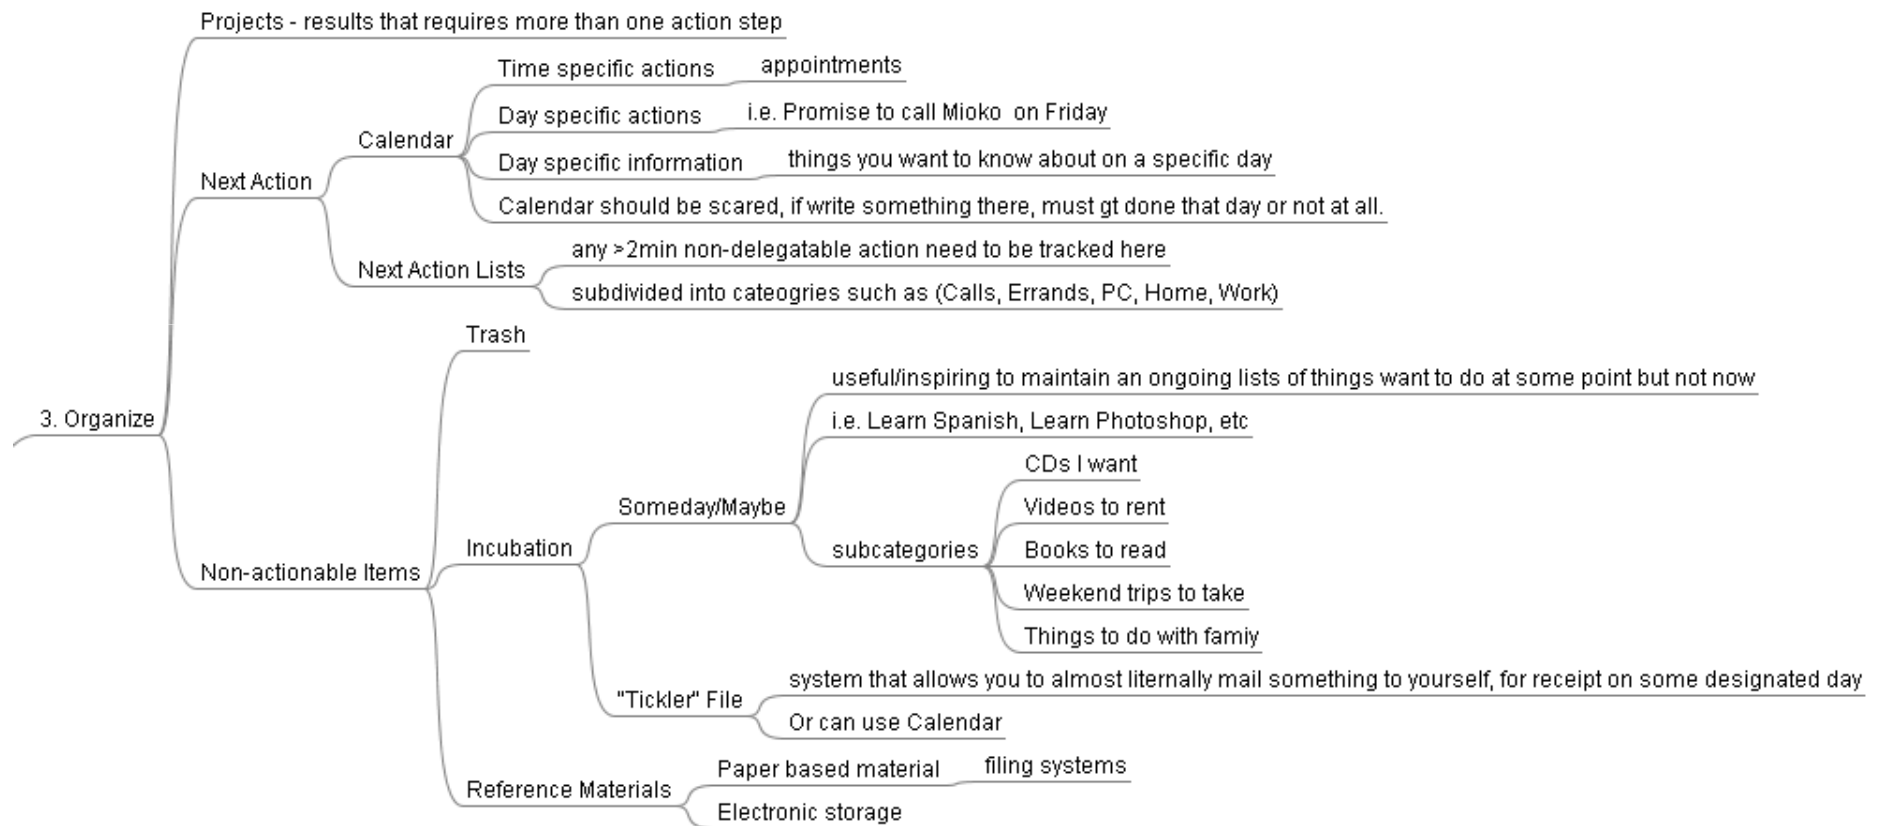 Projects - results that requires more than one action step
Time specific actions
appointments
Day specific actions
i.e. Promise to call Mioko  on Friday
Calendar
Day specific information
things you want to know about on a specific day
Next Action
Calendar should be scared, if write something there, must gt done that day or not at all.
any >2min non-delegatable action need to be tracked here
Next Action Lists
subdivided into cateogries such as (Calls, Errands, PC, Home, Work)
Trash
useful/inspiring to maintain an ongoing lists of things want to do at some point but not now
3. Organize
i.e. Learn Spanish, Learn Photoshop, etc
CDs I want
Someday/Maybe
Videos to rent
Incubation
subcategories
Books to read
Non-actionable Items
Weekend trips to take
Things to do with famiy
system that allows you to almost liternally mail something to yourself, for receipt on some designated day
"Tickler" File
Or can use Calendar
Paper based material
filing systems
Reference Materials
Electronic storage